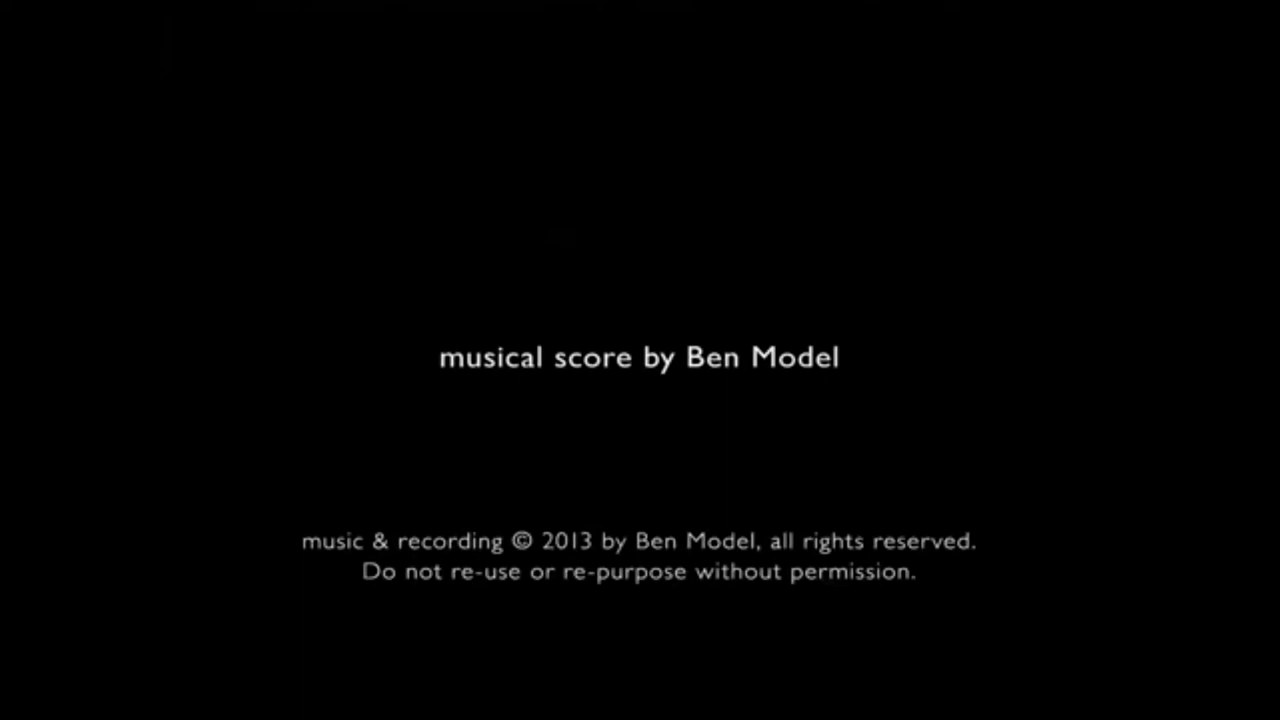 musical score by Ben Model
music & recording © 2013 by Ben Model, all rights reserved.
Do not re-use or re-purpose without permission.